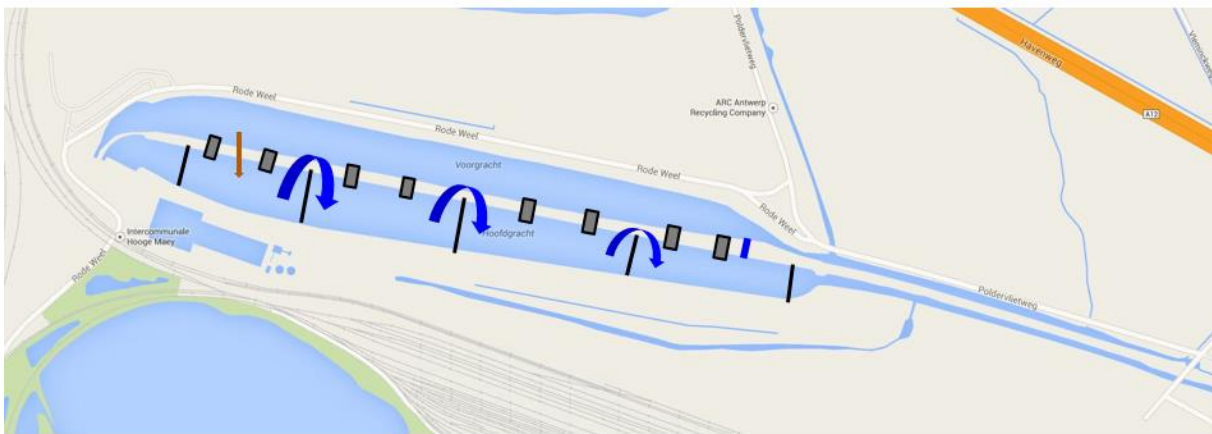 Rode Weel
Rode Weel
Rode Weel
Rode Weel
Rode Weel
Voorgracht
Hoofdgracht
Intercommunale
Hooge Maey
Poldervlietweg
ARC Antwerp
Recycling Company
Havenweg
A12
Poldervlietweg